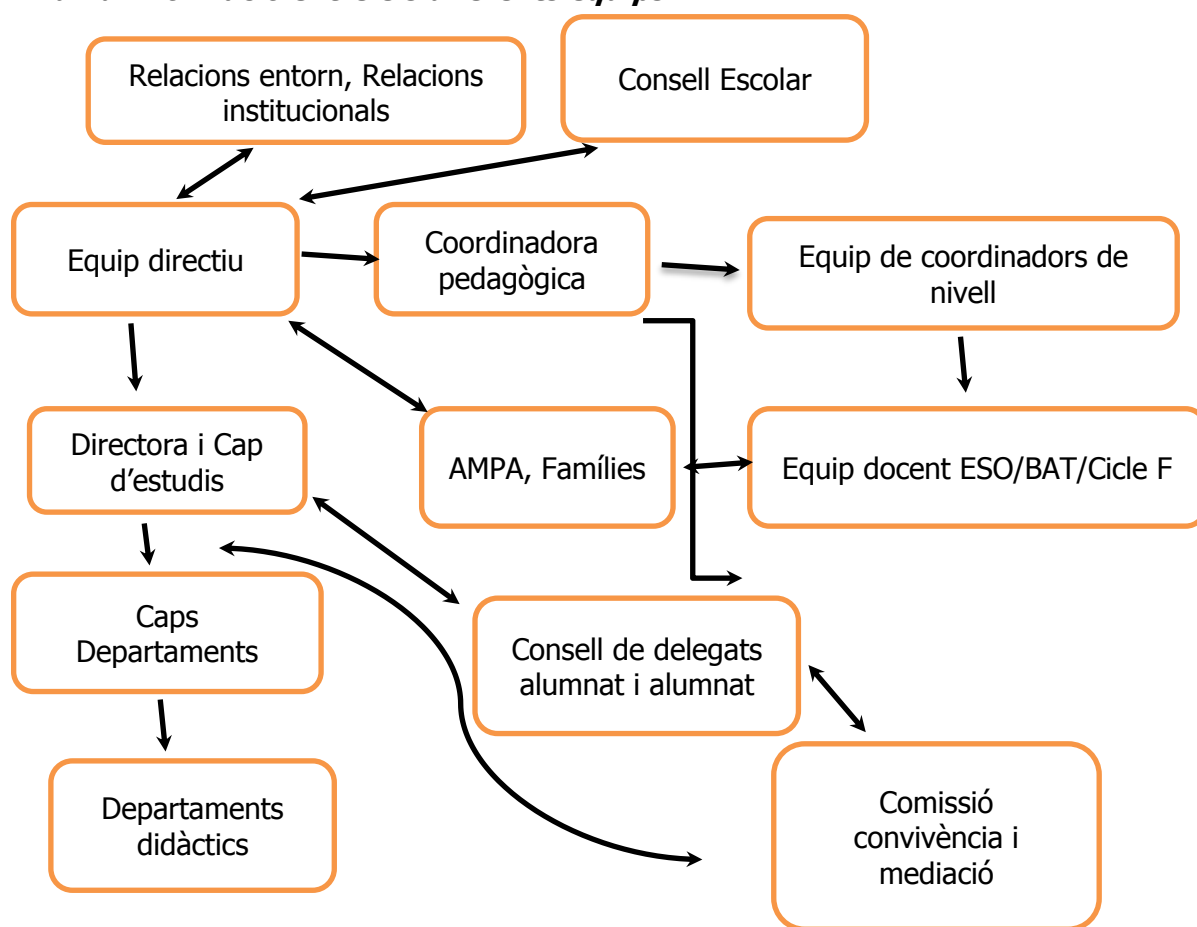 equips
Relacions entorn, Relacions
institucionals
Consell Escolar
Equip directiu
Coordinadora
pedagògica
Equip de coordinadors de
nivell
Directora i Cap
d'estudis
AMPA, Famílies
Equip docent ESO/BAT/Cicle F
Caps
Departaments
Consell de delegats
alumnat i alumnat
Departaments
didàctics
Comissió
convivència i
mediació